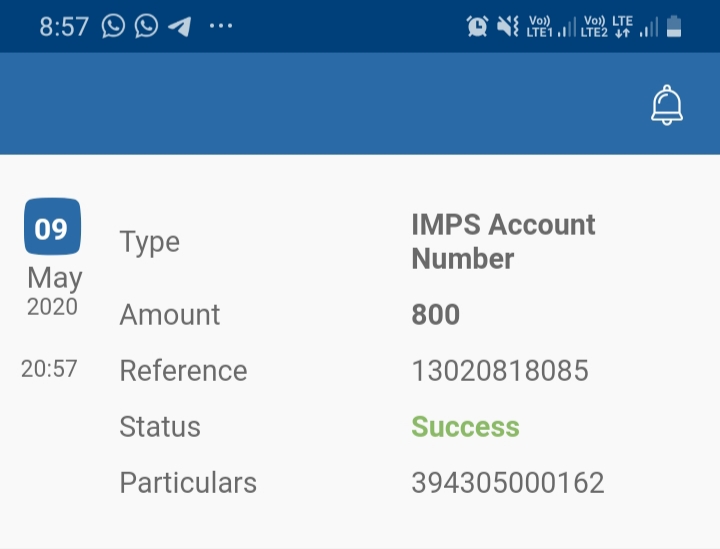 8:57 ...
Vo)) LTE1 Vo)) LTE LTE2
09
May
2020
20:57
Type IMPS Account Number
Amount 800
Reference 13020818085
Status Success
Particulars 394305000162